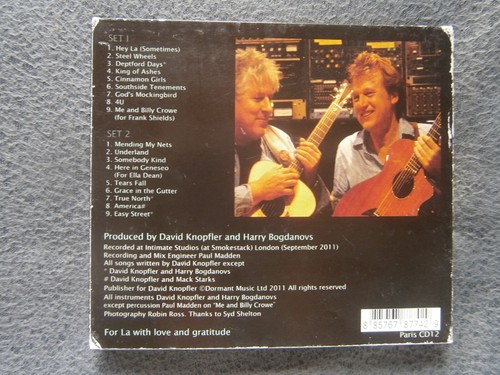 SET 1
1. Hey La (Sometimes)
2. Steel Wheels
3. Deptford Days*
4. King of Ashes
5. Cinnamon Girls
6. Southside Tenements
7. God's Mockingbird
8. 4U
9. Me and Billy Crowe
(for Frank Shields)
SET 2
1. Mending My Nets
2. Underland
3. Somebody Kind
4. Here in Geneseo
(For Ella Dean)
5. Tears Fall
6. Grace in the Gutter
7. True North*
8. America#
9. Easy Street*
Produced by David Knopfler and Harry Bogdanovs
Recorded at Intimate Studios (at Smokestack) London (September 2011)
Recording and Mix Engineer Paul Madden
All songs written by David Knopfler except
* David Knopfler and Harry Bogdanovs
# David Knopfler and Mack Starks
Publisher for David Knopfler ©Dormant Music Ltd 2011 All rights reserved
All instruments David Knopfler and Harry Bogdanovs
except percussion Paul Madden on "Me and Billy Crowe"
Photography Robin Ross. Thanks to Syd Shelton
For La with love and gratitude
Paris CD12